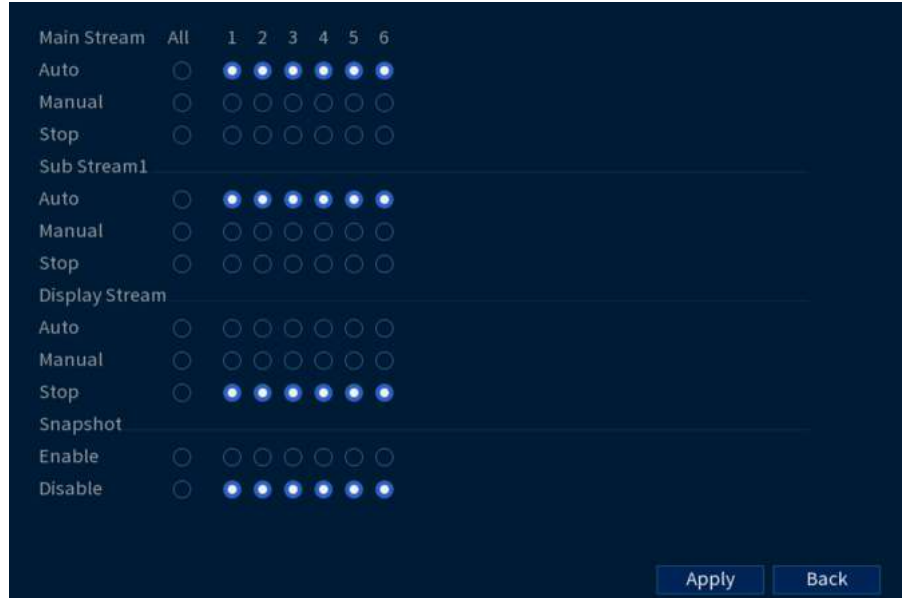 Main Stream All 1 2 3 4 5 6
Auto
Manual
Stop
Sub Stream1
Auto
Manual
Stop
Display Stream
Auto
Manual
Stop
Snapshot
Enable
Disable
Apply Back